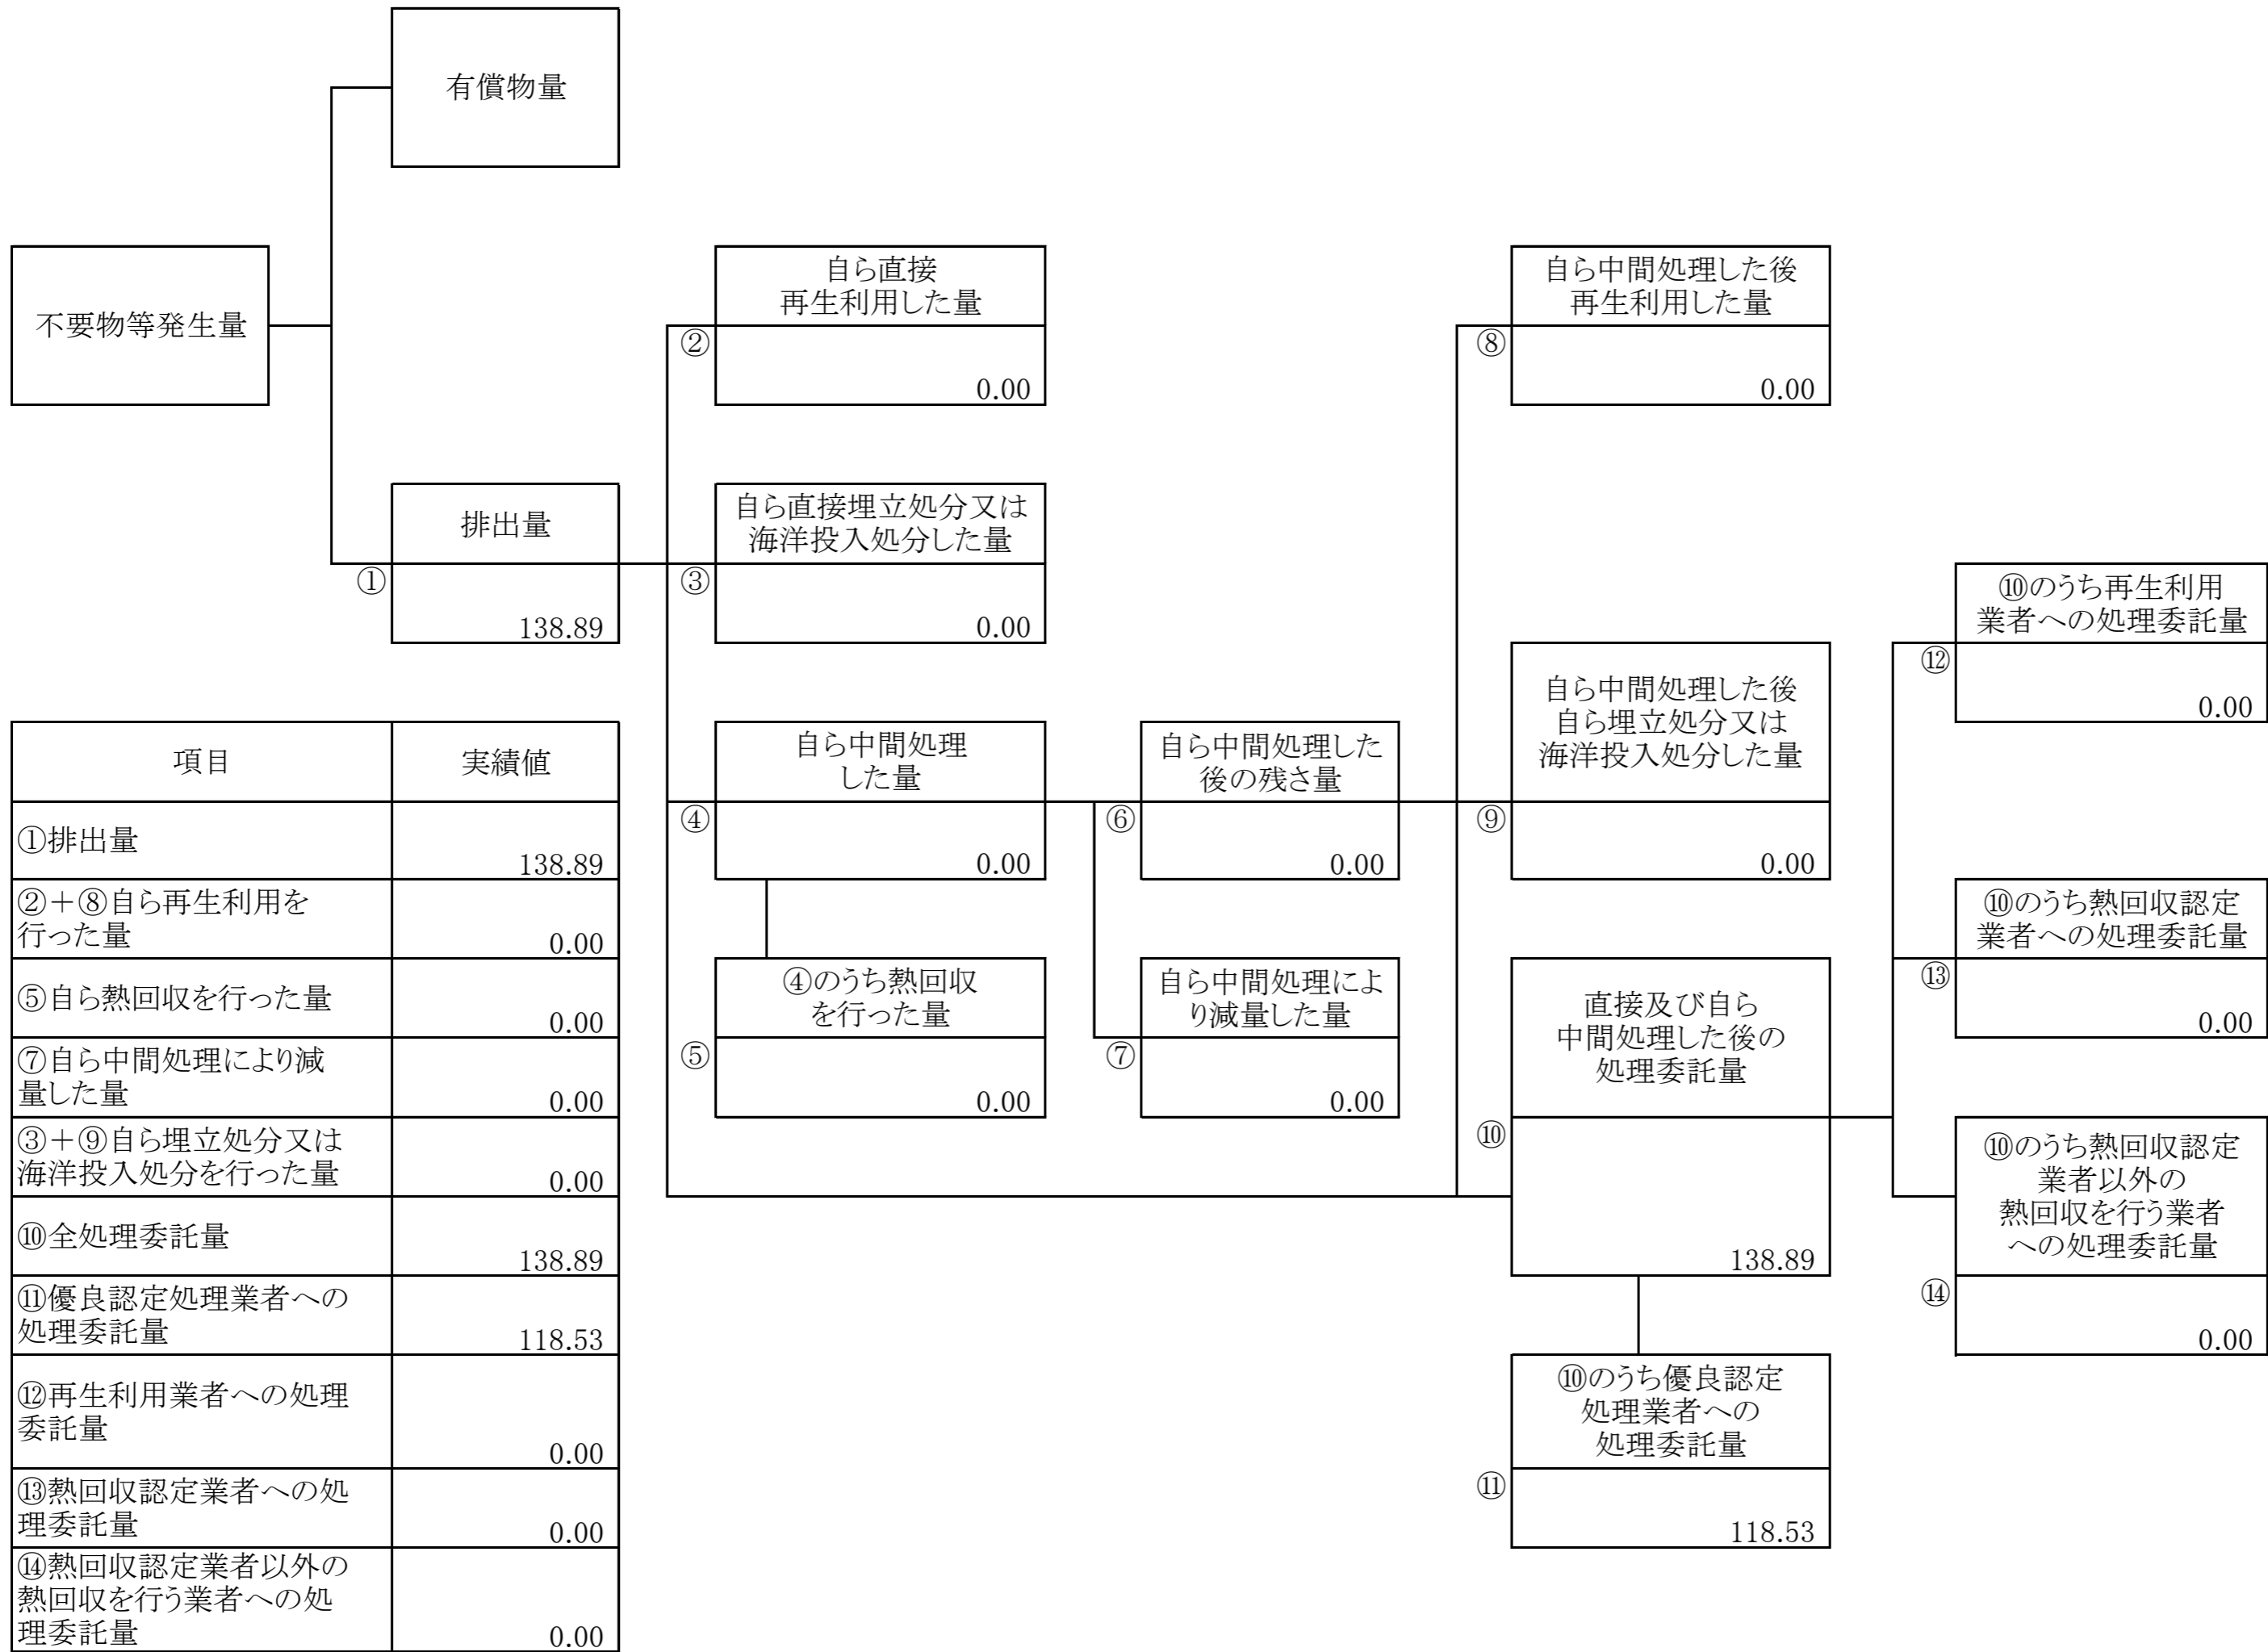 有償物量
不要物等発生量
排出量
①
138.89
自ら直接
再生利用した量
②
0.00
自ら直接埋立処分又は
海洋投入処分した量
③
0.00
自ら中間処理
した量
④
0.00
④のうち熱回収
を行った量
⑤
0.00
自ら中間処理した
後の残さ量
⑥
0.00
自ら中間処理によ
り減量した量
⑦
0.00
自ら中間処理した後
再生利用した量
⑧
0.00
自ら中間処理した後
自ら埋立処分又は
海洋投入処分した量
⑨
0.00
直接及び自ら
中間処理した後の
処理委託量
⑩
138.89
⑩のうち優良認定
処理業者への
処理委託量
⑪
118.53
⑩のうち再生利用
業者への処理委託量
⑫
0.00
⑩のうち熱回収認定
業者への処理委託量
⑬
0.00
⑩のうち熱回収認定
業者以外の
熱回収を行う業者
への処理委託量
⑭
0.00
項目 実績値
①排出量
138.89
②＋⑧自ら再生利用を
行った量
0.00
⑤自ら熱回収を行った量
0.00
⑦自ら中間処理により減
量した量
0.00
③＋⑨自ら埋立処分又は
海洋投入処分を行った量
0.00
⑩全処理委託量
138.89
⑪優良認定処理業者への
処理委託量
118.53
⑫再生利用業者への処理
委託量
0.00
⑬熱回収認定業者への処
理委託量
0.00
⑭熱回収認定業者以外の
熱回収を行う業者への処
理委託量
0.00